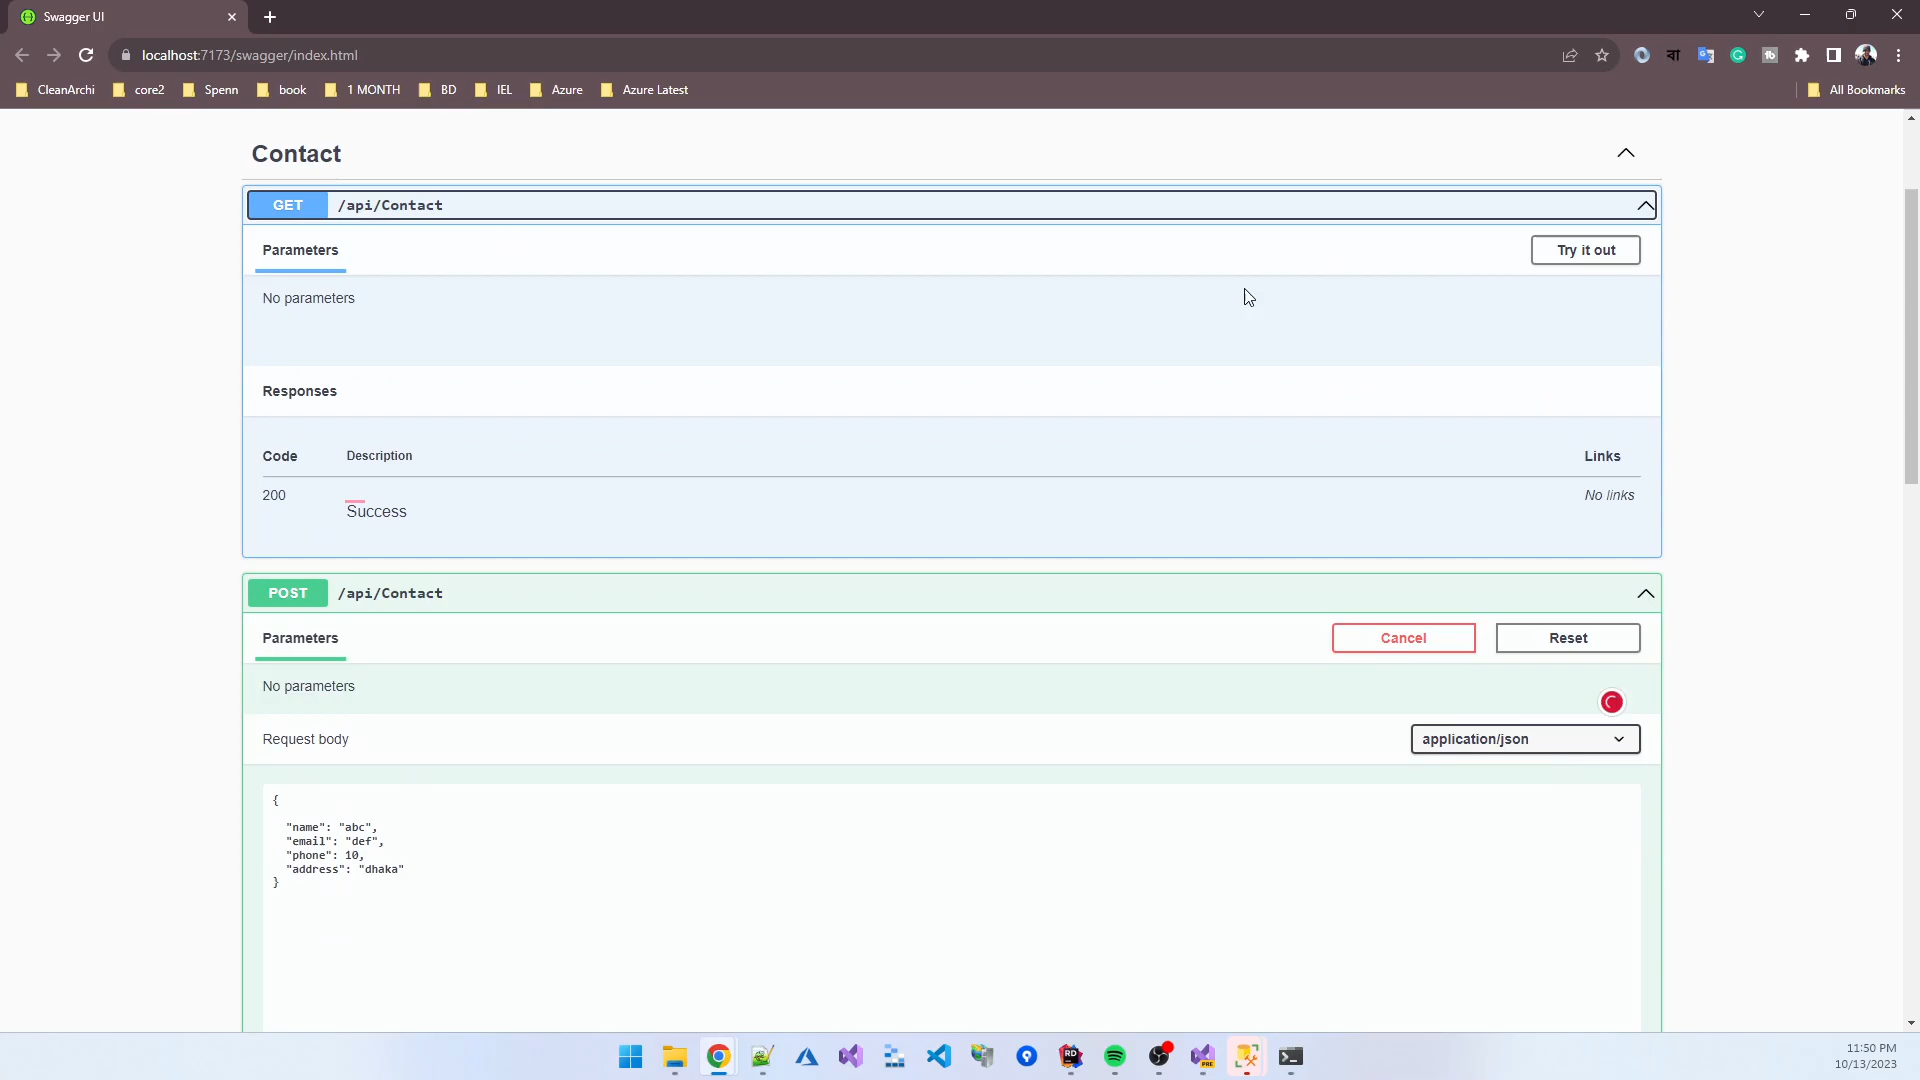 Swagger UI
localhost:7173/swagger/index.html
বা
CleanArchi core2 Spenn book 1 MONTH BD IEL Azure Azure Latest All Bookmarks
Contact
GET /api/Contact
Parameters Try it out
No parameters
Responses
Code Description Links
200 Success No links
POST /api/Contact
Parameters Cancel Reset
No parameters
Request body application/json
{
"name": "abc",
"email": "def",
"phone": 10,
"address": "dhaka"
}
RD
PRE
11:50 PM
10/13/2023